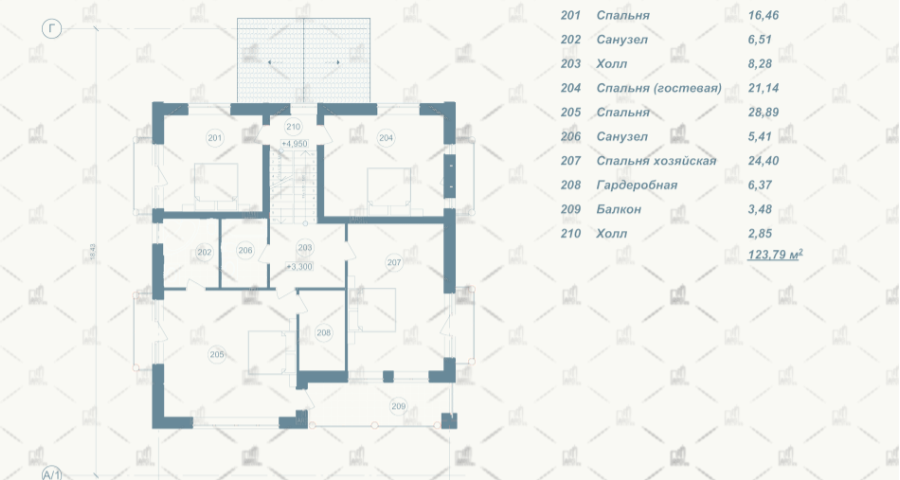 Г
201 Спальня 16,46
202 Санузел 6,51
203 Холл 8,28
204 Спальня (гостевая) 21,14
205 Спальня 28,89
206 Санузел 5,41
207 Спальня хозяйская 24,40
208 Гардеробная 6,37
209 Балкон 3,48
210 Холл 2,85
123,79 м²
210
201
204
+4,950
202
206
203
207
+3,300
208
205
209
А/1